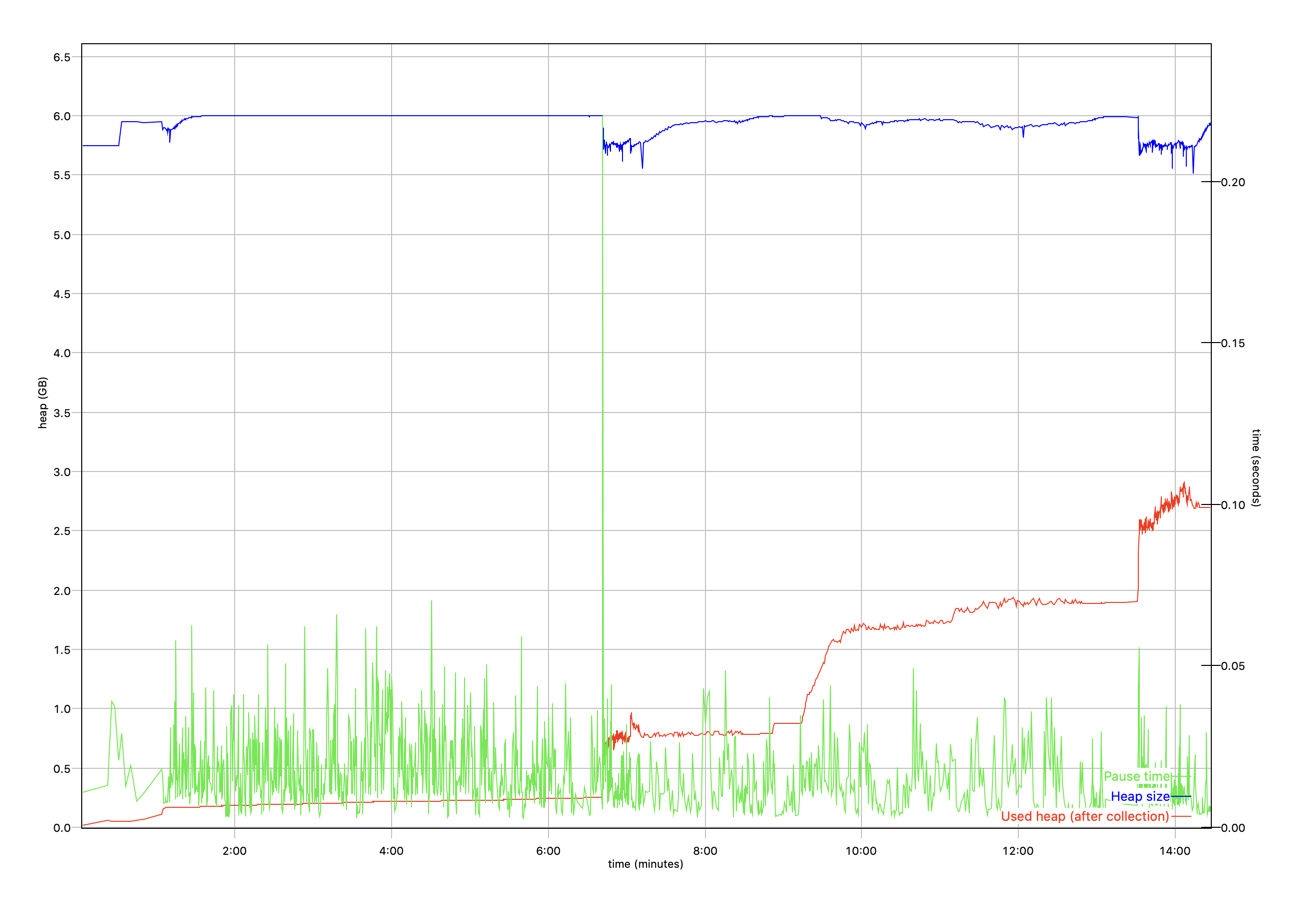 6.5
6.0
5.5
5.0
4.5
4.0
3.5
3.0
2.5
2.0
1.5
1.0
0.5
0.0
heap (GB)
0.20
0.15
0.10
0.05
0.00
time (seconds)
Pause time
Heap size
Used heap (after collection)
2:00 4:00 6:00 8:00 10:00 12:00 14:00
time (minutes)